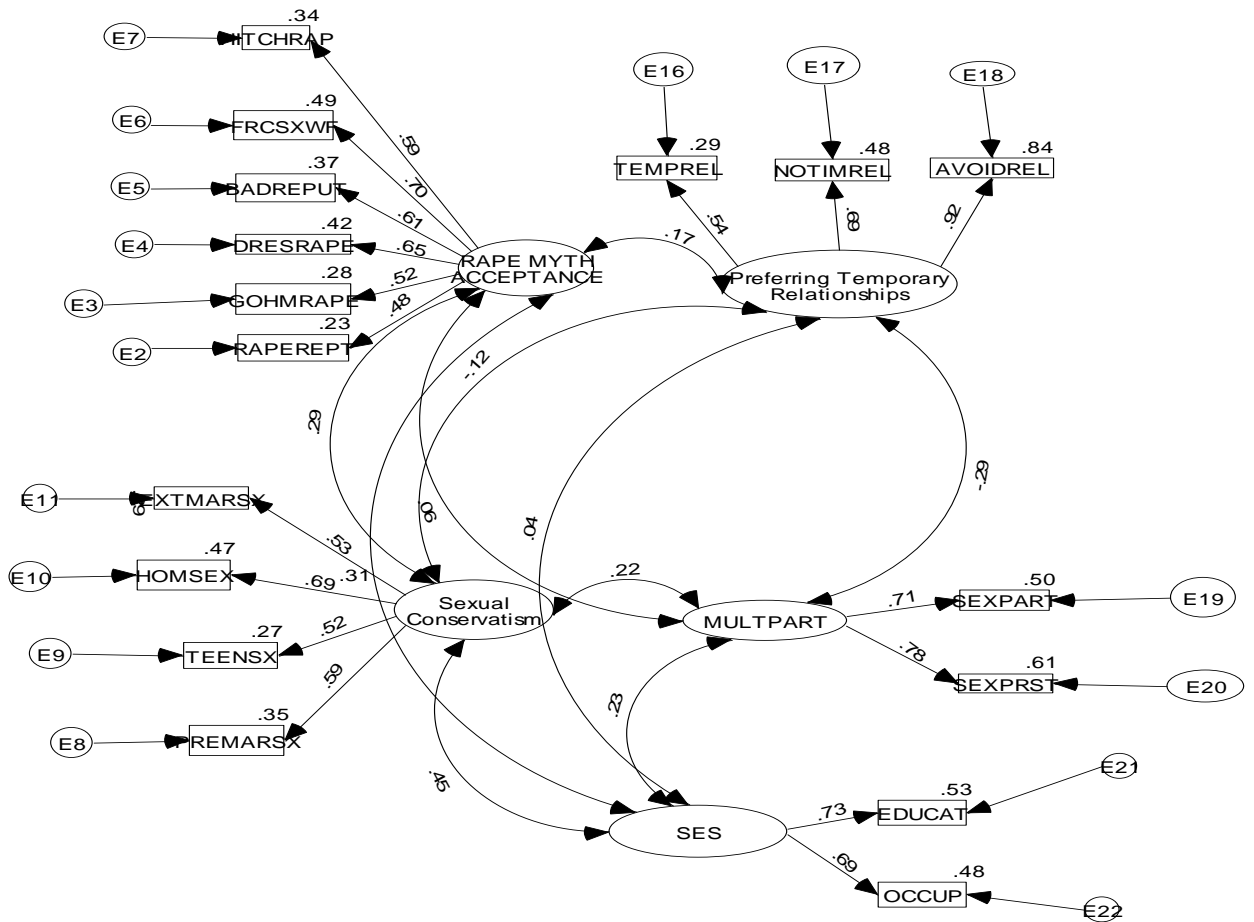 .34
E7
HITCHRAP
.59
.49
E6
FRCSXWF
.70
.37
E5
BADREPUT
.61
.42
E4
DRESRAPE
.65
.28
E3
GOHMRAPE
.52
.23
E2
RAPEREPT
.48
RAPE MYTH
ACCEPTANCE
.17
E16
E17
E18
.29
TEMPREL
.48
NOTIMREL
.84
AVOIDREL
.54
.69
.92
Preferring Temporary
Relationships
-.12
.29
.06
.04
-.29
E11
EXTMARSX
.53
.47
E10
HOMSEX
.69
.31
.27
E9
TEENSX
.52
.35
E8
PREMARSX
.59
Sexual
Conservatism
.22
MULTPART
.71
.50
SEXPART
E19
.78
.61
SEXPRST
E20
.23
.45
SES
.73
.53
EDUCAT
E21
.69
.48
OCCUP
E22